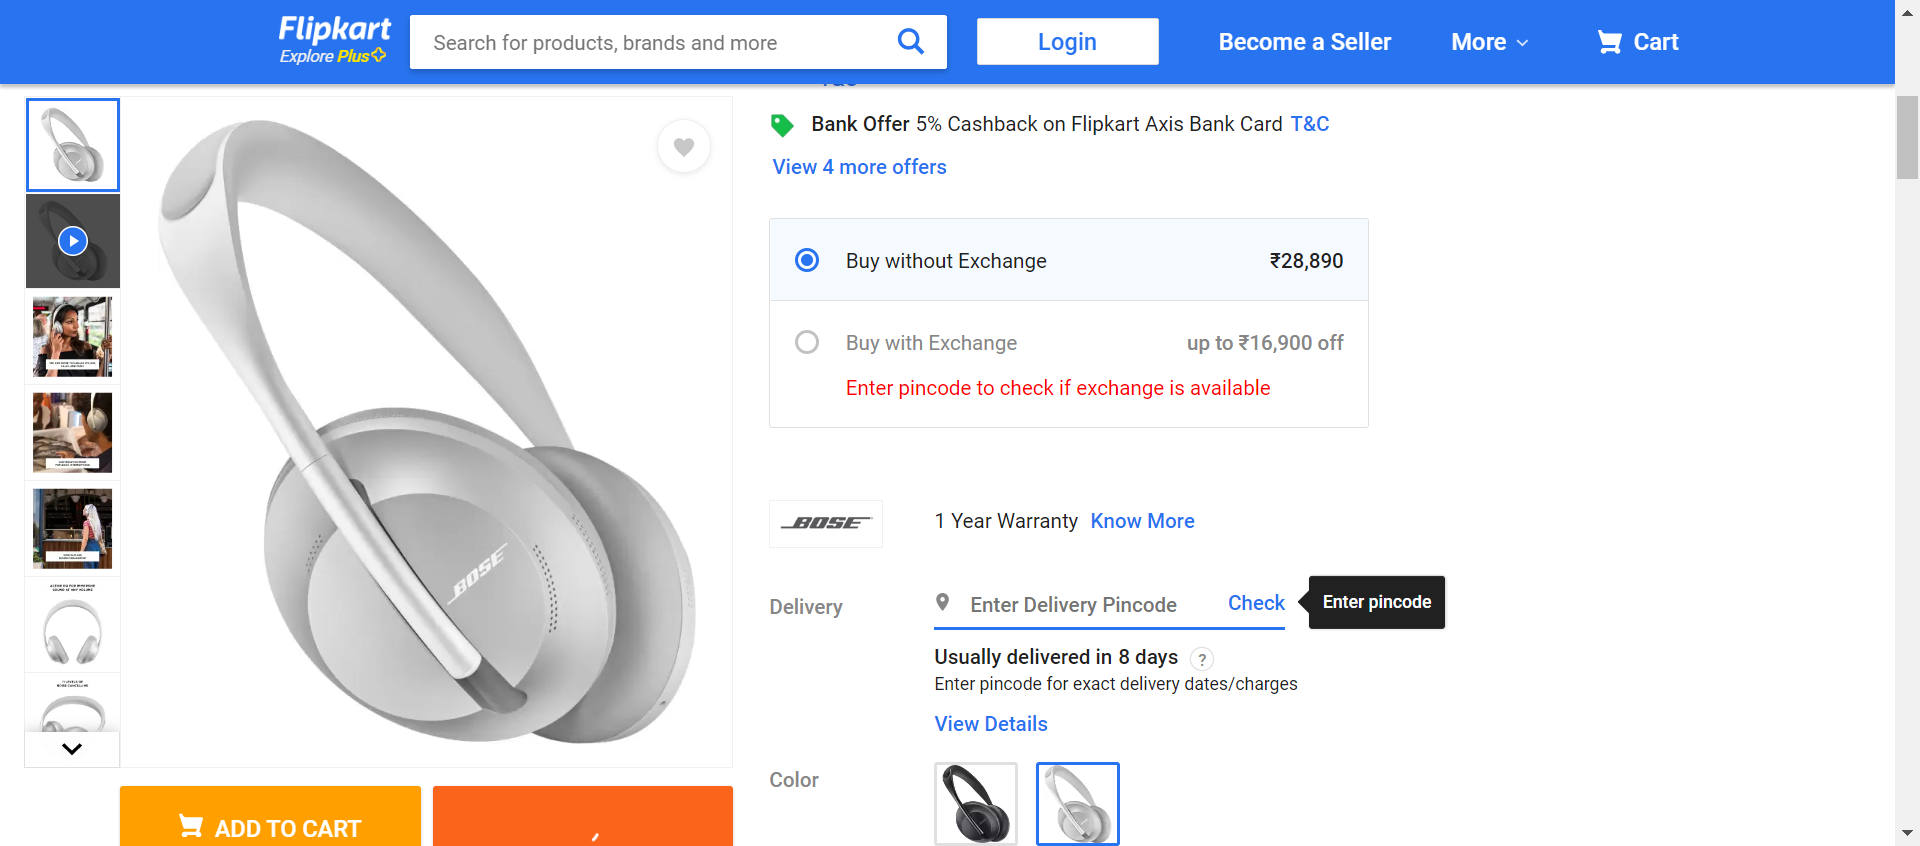 Flipkart
Explore Plus
Search for products, brands and more
Login
Become a Seller
More
Cart
Bank Offer 5% Cashback on Flipkart Axis Bank Card T&C
View 4 more offers
Buy without Exchange ₹28,890
Buy with Exchange up to ₹16,900 off
Enter pincode to check if exchange is available
BOSE
1 Year Warranty Know More
BOSE
Delivery
Enter Delivery Pincode
Check
Enter pincode
Usually delivered in 8 days ?
Enter pincode for exact delivery dates/charges
View Details
Color
ADD TO CART